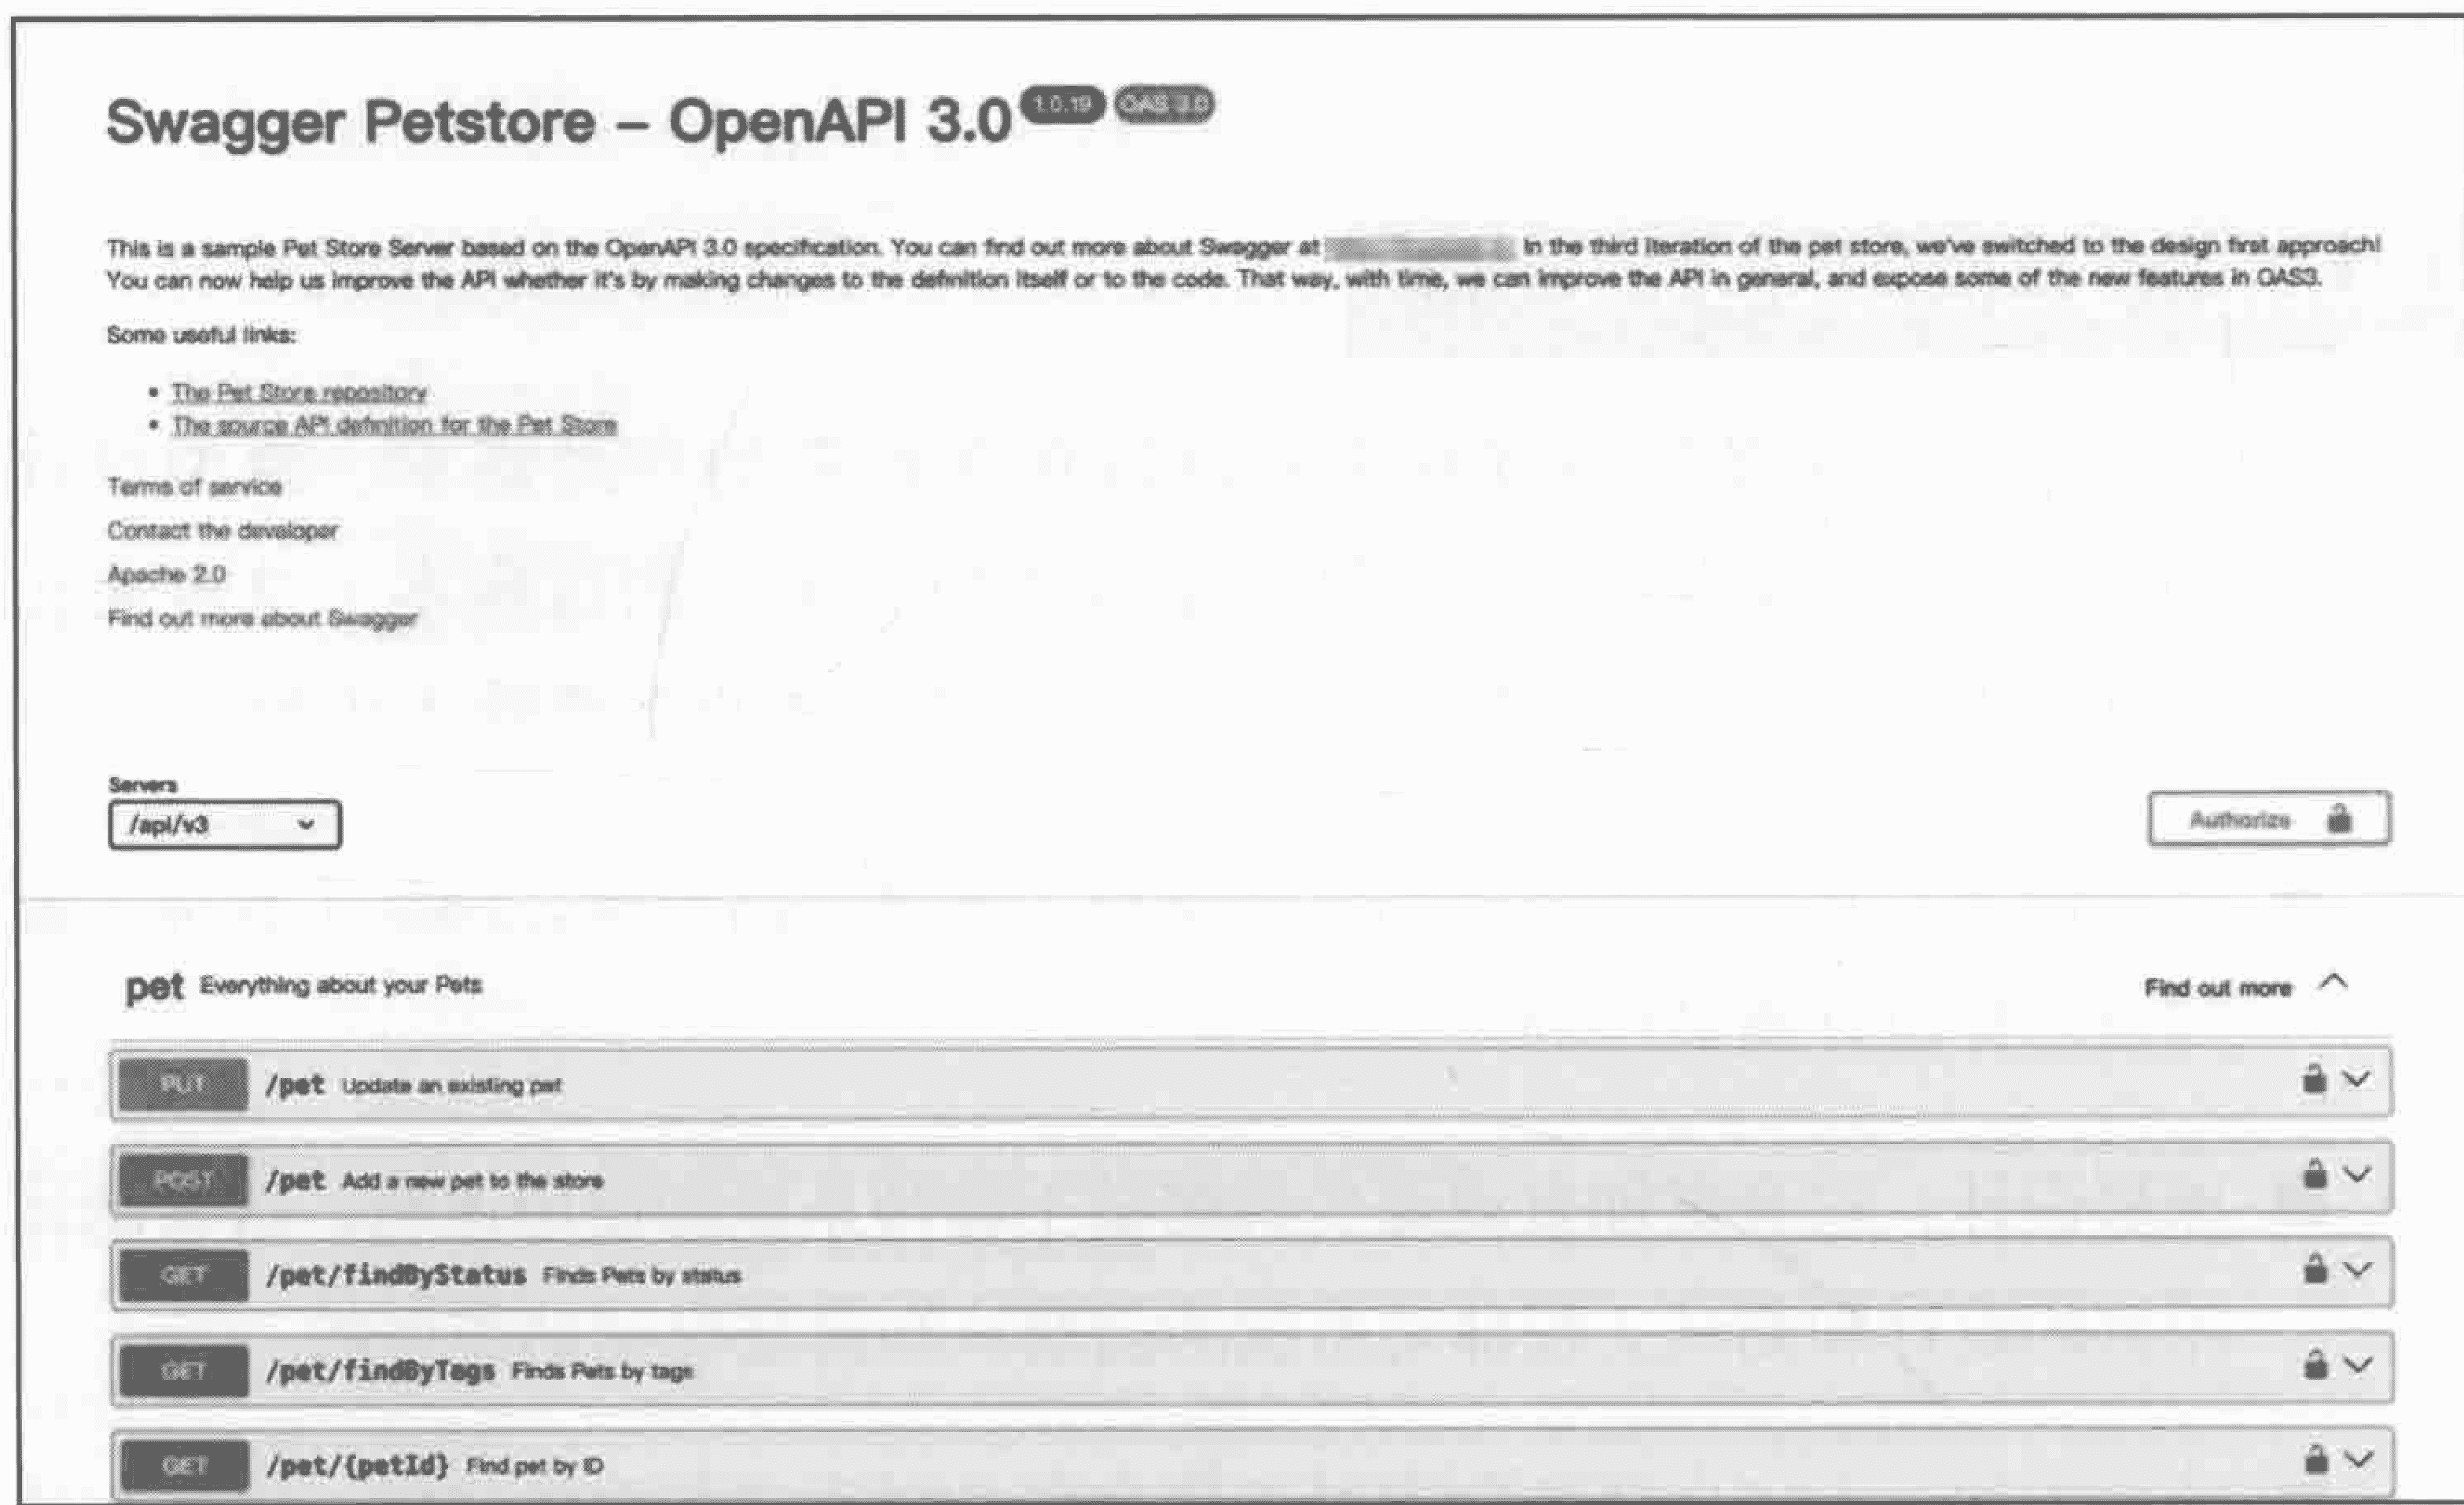 Swagger Petstore – OpenAPI 3.0 1.0.19 OAS 3.0
This is a sample Pet Store Server based on the OpenAPI 3.0 specification. You can find out more about Swagger at In the third iteration of the pet store, we've switched to the design first approach!
You can now help us improve the API whether it's by making changes to the definition itself or to the code. That way, with time, we can improve the API in general, and expose some of the new features in OAS3.
Some useful links:
• The Pet Store repository
• The source API definition for the Pet Store
Terms of service
Contact the developer
Apache 2.0
Find out more about Swagger
Servers
/api/v3
Authorize
pet Everything about your Pets
Find out more
PUT /pet Update an existing pet
POST /pet Add a new pet to the store
GET /pet/findByStatus Finds Pets by status
GET /pet/findByTags Finds Pets by tags
GET /pet/{petId} Find pet by ID